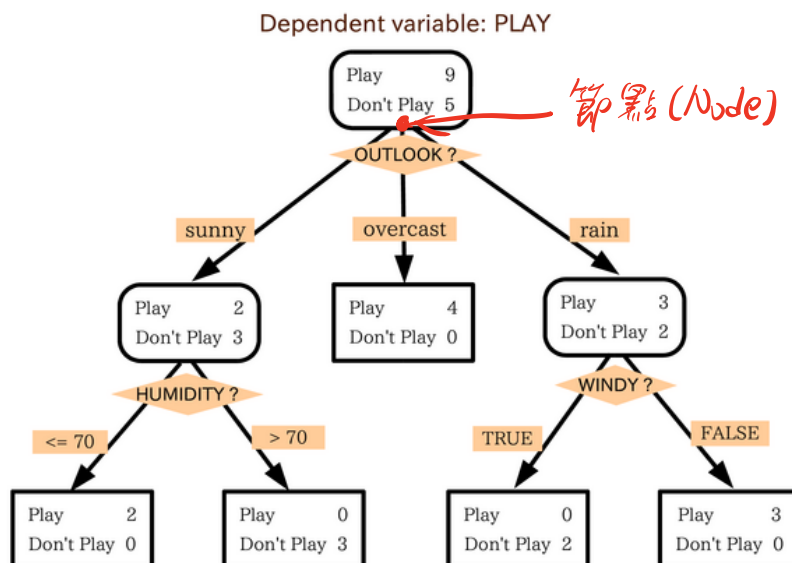 Dependent variable: PLAY
Play 9
Don't Play 5
節點 (Node)
OUTLOOK ?
sunny
overcast
rain
Play 2
Don't Play 3
Play 4
Don't Play 0
Play 3
Don't Play 2
HUMIDITY ?
WINDY ?
<= 70
> 70
TRUE
FALSE
Play 2
Don't Play 0
Play 0
Don't Play 3
Play 0
Don't Play 2
Play 3
Don't Play 0